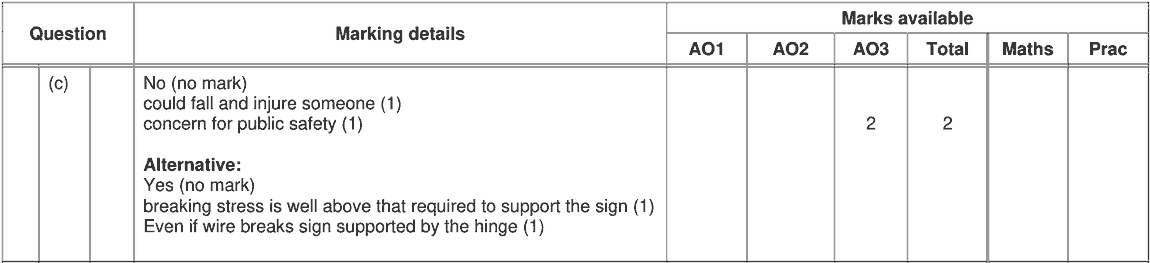 Question Marking details Marks available
AO1 AO2 AO3 Total Maths Prac
(c) No (no mark)
could fall and injure someone (1)
concern for public safety (1) 2 2
Alternative:
Yes (no mark)
breaking stress is well above that required to support the sign (1)
Even if wire breaks sign supported by the hinge (1)